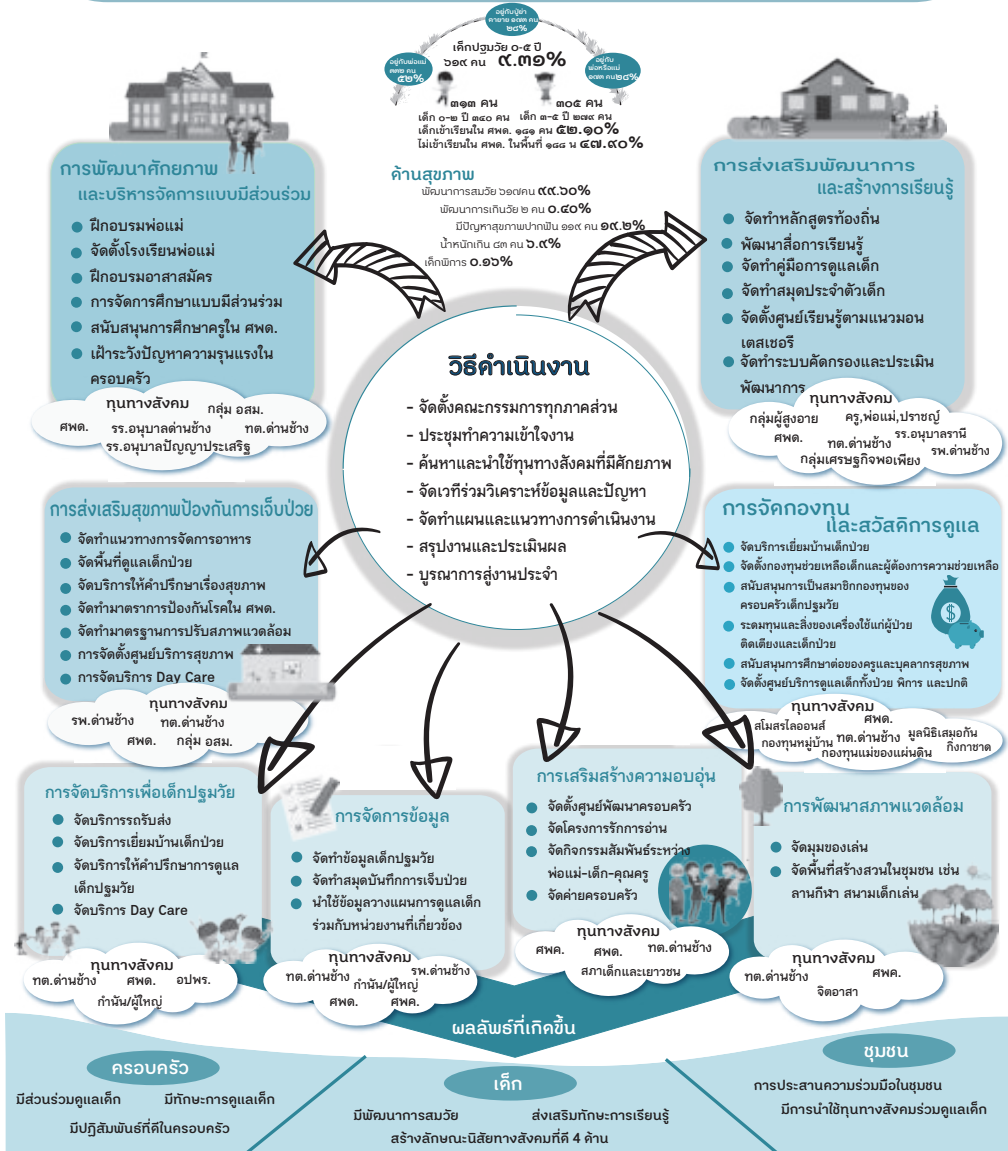 อยู่กับปู่ย่า
ตายาย ๑๗๓ คน
๒๘%
อยู่กับพ่อแม่
๓๗๒ คน
๕๒%
เด็กปฐมวัย ๐-๕ ปี
๖๑๙ คน ๙.๓๑%
อยู่กับ
พ่อหรือแม่
๑๗๓ คน๒๘%
๓๑๓ คน ๓๐๕ คน
เด็ก ๐-๒ ปี ๓๔๐ คน เด็ก ๓-๕ ปี ๒๗๙ คน
เด็กเข้าเรียนใน ศพด. ๑๘๑ คน ๕๒.๑๐%
ไม่เข้าเรียนใน ศพด. ในพื้นที่ ๑๘๘ น ๔๗.๙๐%
ด้านสุขภาพ
พัฒนาการสมวัย ๖๑๗คน ๙๙.๖๐%
พัฒนาการเกินวัย ๒ คน ๐.๔๐%
มีปัญหาสุขภาพปากฟัน ๑๑๙ คน ๑๙.๒%
น้ำหนักเกิน ๘๓ คน ๖.๙%
เด็กพิการ ๐.๑๖%
การพัฒนาศักยภาพ
และบริหารจัดการแบบมีส่วนร่วม
ฝึกอบรมพ่อแม่
จัดตั้งโรงเรียนพ่อแม่
ฝึกอบรมอาสาสมัคร
การจัดการศึกษาแบบมีส่วนร่วม
สนับสนุนการศึกษาครูใน ศพด.
เฝ้าระวังปัญหาความรุนแรงใน
ครอบครัว
ทุนทางสังคม
ศพด. กลุ่ม อสม.
รร.อนุบาลด่านช้าง ทต.ด่านช้าง
รร.อนุบาลปัญญาประเสริฐ
การส่งเสริมพัฒนาการ
และสร้างการเรียนรู้
จัดทำหลักสูตรท้องถิ่น
พัฒนาสื่อการเรียนรู้
จัดทำคู่มือการดูแลเด็ก
จัดทำสมุดประจำตัวเด็ก
จัดตั้งศูนย์เรียนรู้ตามแนวมอน
เตสเซอรี
จัดทำระบบคัดกรองและประเมิน
พัฒนาการ
ทุนทางสังคม
กลุ่มผู้สูงอาย ครู,พ่อแม่,ปราชญ์
ศพด. ทต.ด่านช้าง รร.อนุบาลรานี
กลุ่มเศรษฐกิจพอเพียง รพ.ด่านช้าง
วิธีดำเนินงาน
- จัดตั้งคณะกรรมการทุกภาคส่วน
- ประชุมทำความเข้าใจงาน
- ค้นหาและนำใช้ทุนทางสังคมที่มีศักยภาพ
- จัดเวทีร่วมวิเคราะห์ข้อมูลและปัญหา
- จัดทำแผนและแนวทางการดำเนินงาน
- สรุปงานและประเมินผล
- บูรณาการสู่งานประจำ
การส่งเสริมสุขภาพป้องกันการเจ็บป่วย
จัดทำแนวทางการจัดการอาหาร
จัดพื้นที่ดูแลเด็กป่วย
จัดบริการให้คำปรึกษาเรื่องสุขภาพ
จัดทำมาตราการป้องกันโรคใน ศพด.
จัดทำมาตรฐานการปรับสภาพแวดล้อม
การจัดตั้งศูนย์บริการสุขภาพ
การจัดบริการ Day Care
ทุนทางสังคม
รพ.ด่านช้าง ทต.ด่านช้าง
ศพด. กลุ่ม อสม.
การจัดกองทุน
และสวัสดิการดูแล
จัดบริการเยี่ยมบ้านเด็กป่วย
จัดตั้งกองทุนช่วยเหลือเด็กและผู้ต้องการความช่วยเหลือ
สนับสนุนการเป็นสมาชิกกองทุนของ
ครอบครัวเด็กปฐมวัย
ระดมทุนและสิ่งของเครื่องใช้แก่ผู้ป่วย
ติดเตียงและเด็กป่วย
สนับสนุนการศึกษาต่อของครูและบุคลากรสุขภาพ
จัดตั้งศูนย์บริการดูแลเด็กทั้งป่วย พิการ และปกติ
$
ทุนทางสังคม
สโมสรไลออนส์ ศพด.
กองทุนหมู่บ้าน ทต.ด่านช้าง มูลนิธิเสมอกัน
กองทุนแม่ของแผ่นดิน กิ่งกาชาด
การจัดบริการเพื่อเด็กปฐมวัย
จัดบริการรถรับส่ง
จัดบริการเยี่ยมบ้านเด็กป่วย
จัดบริการให้คำปรึกษาการดูแล
เด็กปฐมวัย
จัดบริการ Day Care
ทุนทางสังคม
ทต.ด่านช้าง ศพด. อปพร.
กำนัน/ผู้ใหญ่
การจัดการข้อมูล
จัดทำข้อมูลเด็กปฐมวัย
จัดทำสมุดบันทึกการเจ็บป่วย
นำใช้ข้อมูลวางแผนการดูแลเด็ก
ร่วมกับหน่วยงานที่เกี่ยวข้อง
ทุนทางสังคม
ทต.ด่านช้าง รพ.ด่านช้าง
กำนัน/ผู้ใหญ่
ศพด. ศพค.
การเสริมสร้างความอบอุ่น
จัดตั้งศูนย์พัฒนาครอบครัว
จัดโครงการรักการอ่าน
จัดกิจกรรมสัมพันธ์ระหว่าง
พ่อแม่-เด็ก-คุณครู
จัดค่ายครอบครัว
ทุนทางสังคม
ศพค. ศพด. ทต.ด่านช้าง
สภาเด็กและเยาวชน
การพัฒนาสภาพแวดล้อม
จัดมุมของเล่น
จัดพื้นที่สร้างสวนในชุมชน เช่น
ลานกีฬา สนามเด็กเล่น
ทุนทางสังคม
ทต.ด่านช้าง ศพค.
จิตอาสา
ผลลัพธ์ที่เกิดขึ้น
ครอบครัว
มีส่วนร่วมดูแลเด็ก มีทักษะการดูแลเด็ก
มีปฏิสัมพันธ์ที่ดีในครอบครัว
เด็ก
มีพัฒนาการสมวัย ส่งเสริมทักษะการเรียนรู้
สร้างลักษณะนิสัยทางสังคมที่ดี 4 ด้าน
ชุมชน
การประสานความร่วมมือในชุมชน
มีการนำใช้ทุนทางสังคมร่วมดูแลเด็ก